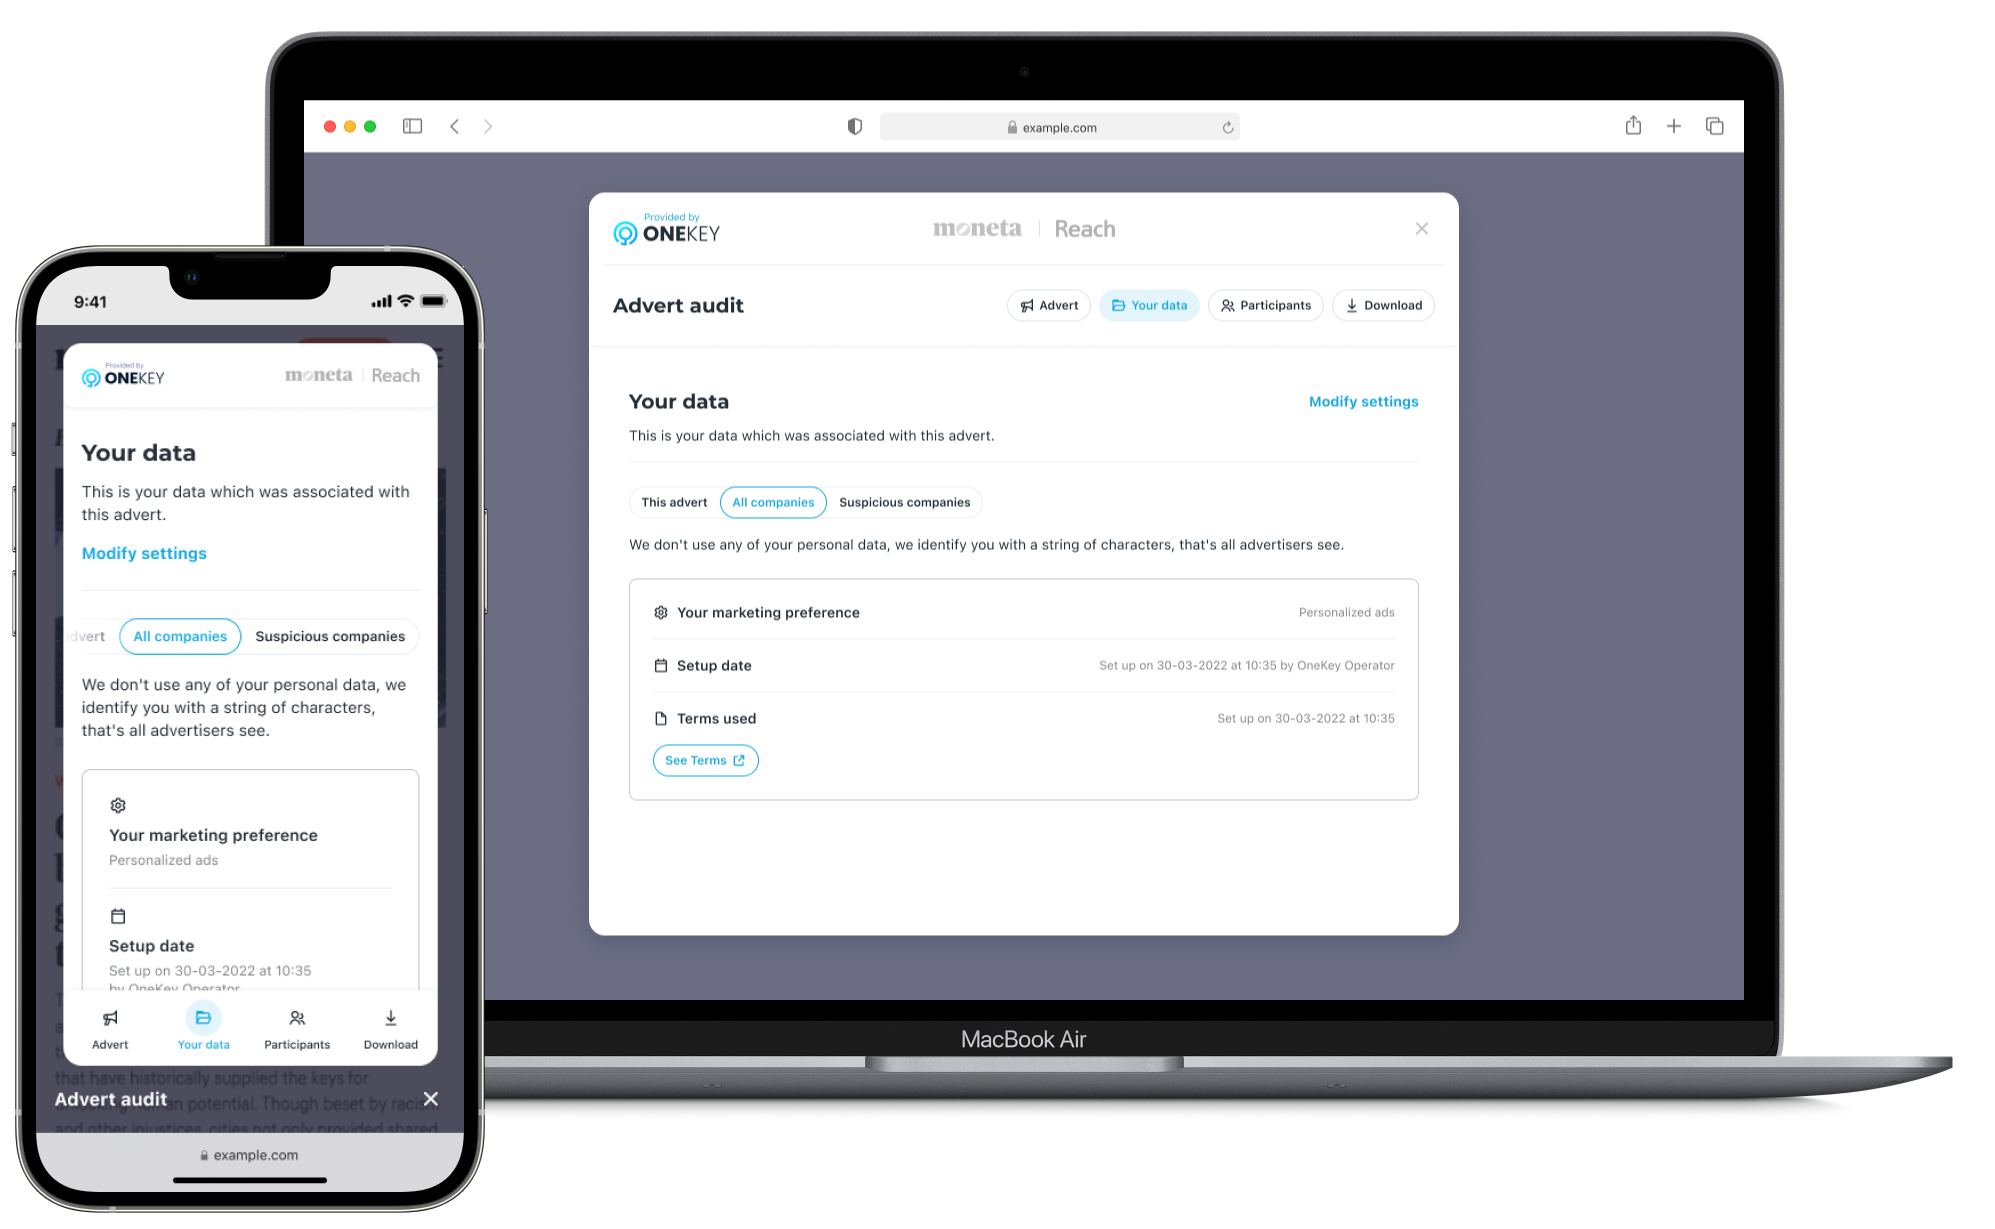 example.com
Provided by
ONEKEY
moneta | Reach
Advert audit
Advert
Your data
Participants
Download
Your data
Modify settings
This is your data which was associated with this advert.
This advert
All companies
Suspicious companies
We don't use any of your personal data, we identify you with a string of characters, that's all advertisers see.
Your marketing preference
Personalized ads
Setup date
Set up on 30-03-2022 at 10:35 by OneKey Operator
Terms used
Set up on 30-03-2022 at 10:35
See Terms
MacBook Air
9:41
Provided by
ONEKEY
moneta | Reach
Your data
This is your data which was associated with
this advert.
Modify settings
dvert
All companies
Suspicious companies
We don't use any of your personal data, we
identify you with a string of characters,
that's all advertisers see.
Your marketing preference
Personalized ads
Setup date
Set up on 30-03-2022 at 10:35
by OneKey Operator
Advert
Your data
Participants
Download
that have historically supplied the keys for
Advert audit
potential. Though beset by racism
and other injustices, cities not only provided shared
example.com